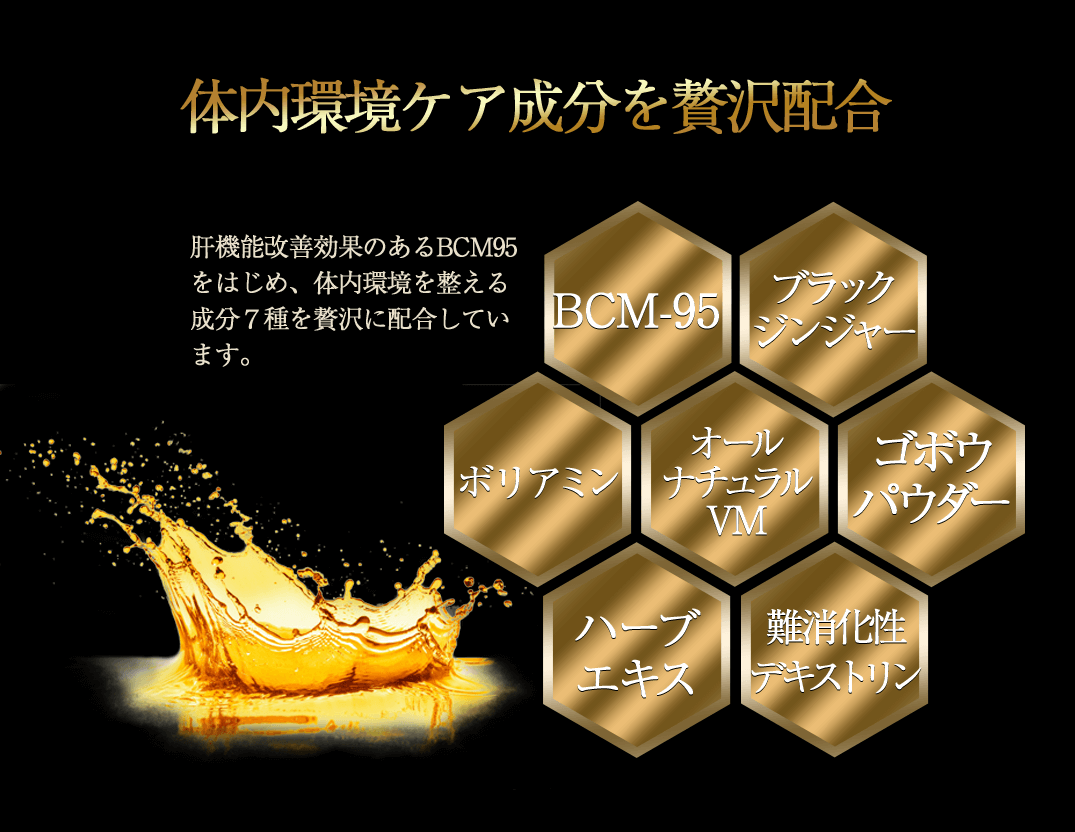 体内環境ケア成分を贅沢配合
肝機能改善効果のあるBCM95
をはじめ、体内環境を整える
成分７種を贅沢に配合してい
ます。
BCM-95
ブラック
ジンジャー
ポリアミン
オール
ナチュラル
VM
ゴボウ
パウダー
ハーブ
エキス
難消化性
デキストリン